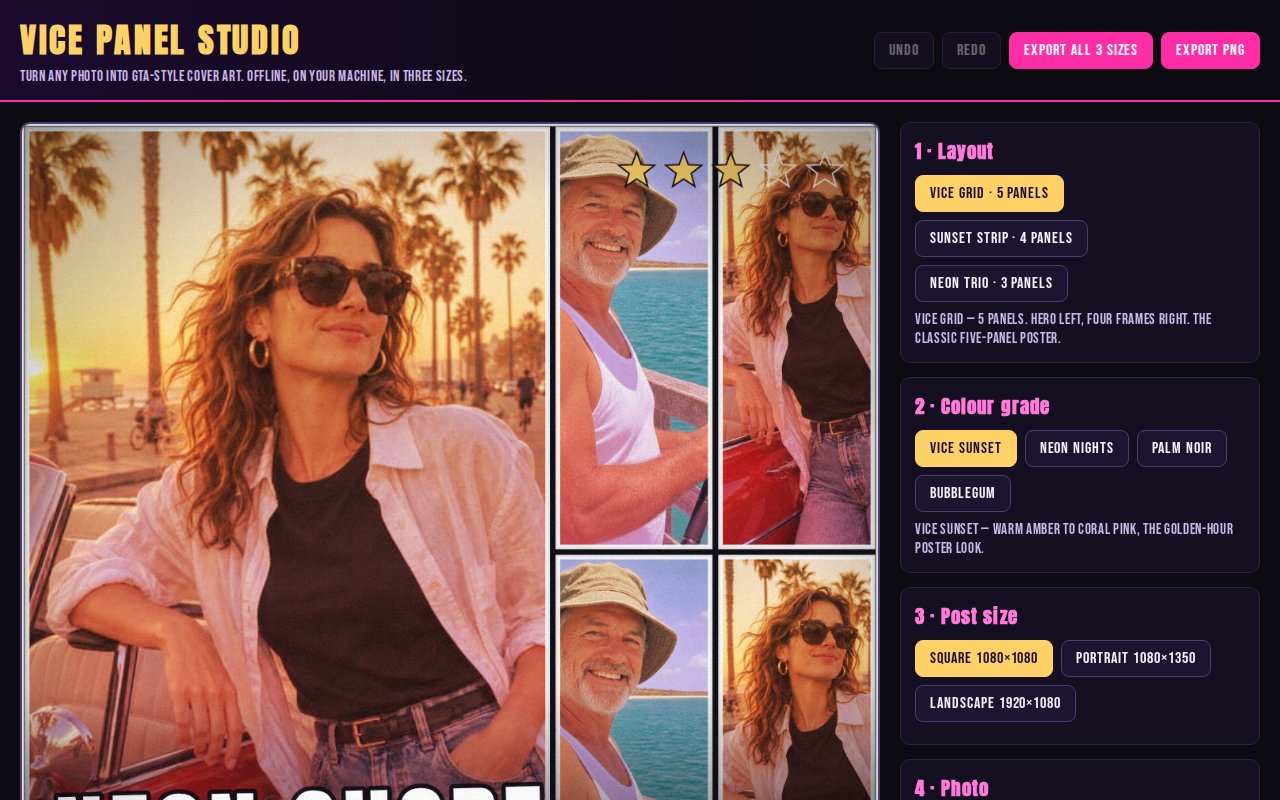 VICE PANEL STUDIO
TURN ANY PHOTO INTO GTA-STYLE COVER ART. OFFLINE, ON YOUR MACHINE, IN THREE SIZES.
UNDO
REDO
EXPORT ALL 3 SIZES
EXPORT PNG
1 · Layout
VICE GRID · 5 PANELS
SUNSET STRIP · 4 PANELS
NEON TRIO · 3 PANELS
VICE GRID — 5 PANELS. HERO LEFT, FOUR FRAMES RIGHT. THE
CLASSIC FIVE-PANEL POSTER.
2 · Colour grade
VICE SUNSET
NEON NIGHTS
PALM NOIR
BUBBLEGUM
VICE SUNSET — WARM AMBER TO CORAL PINK, THE GOLDEN-HOUR
POSTER LOOK.
3 · Post size
SQUARE 1080×1080
PORTRAIT 1080×1350
LANDSCAPE 1920×1080
4 · Photo